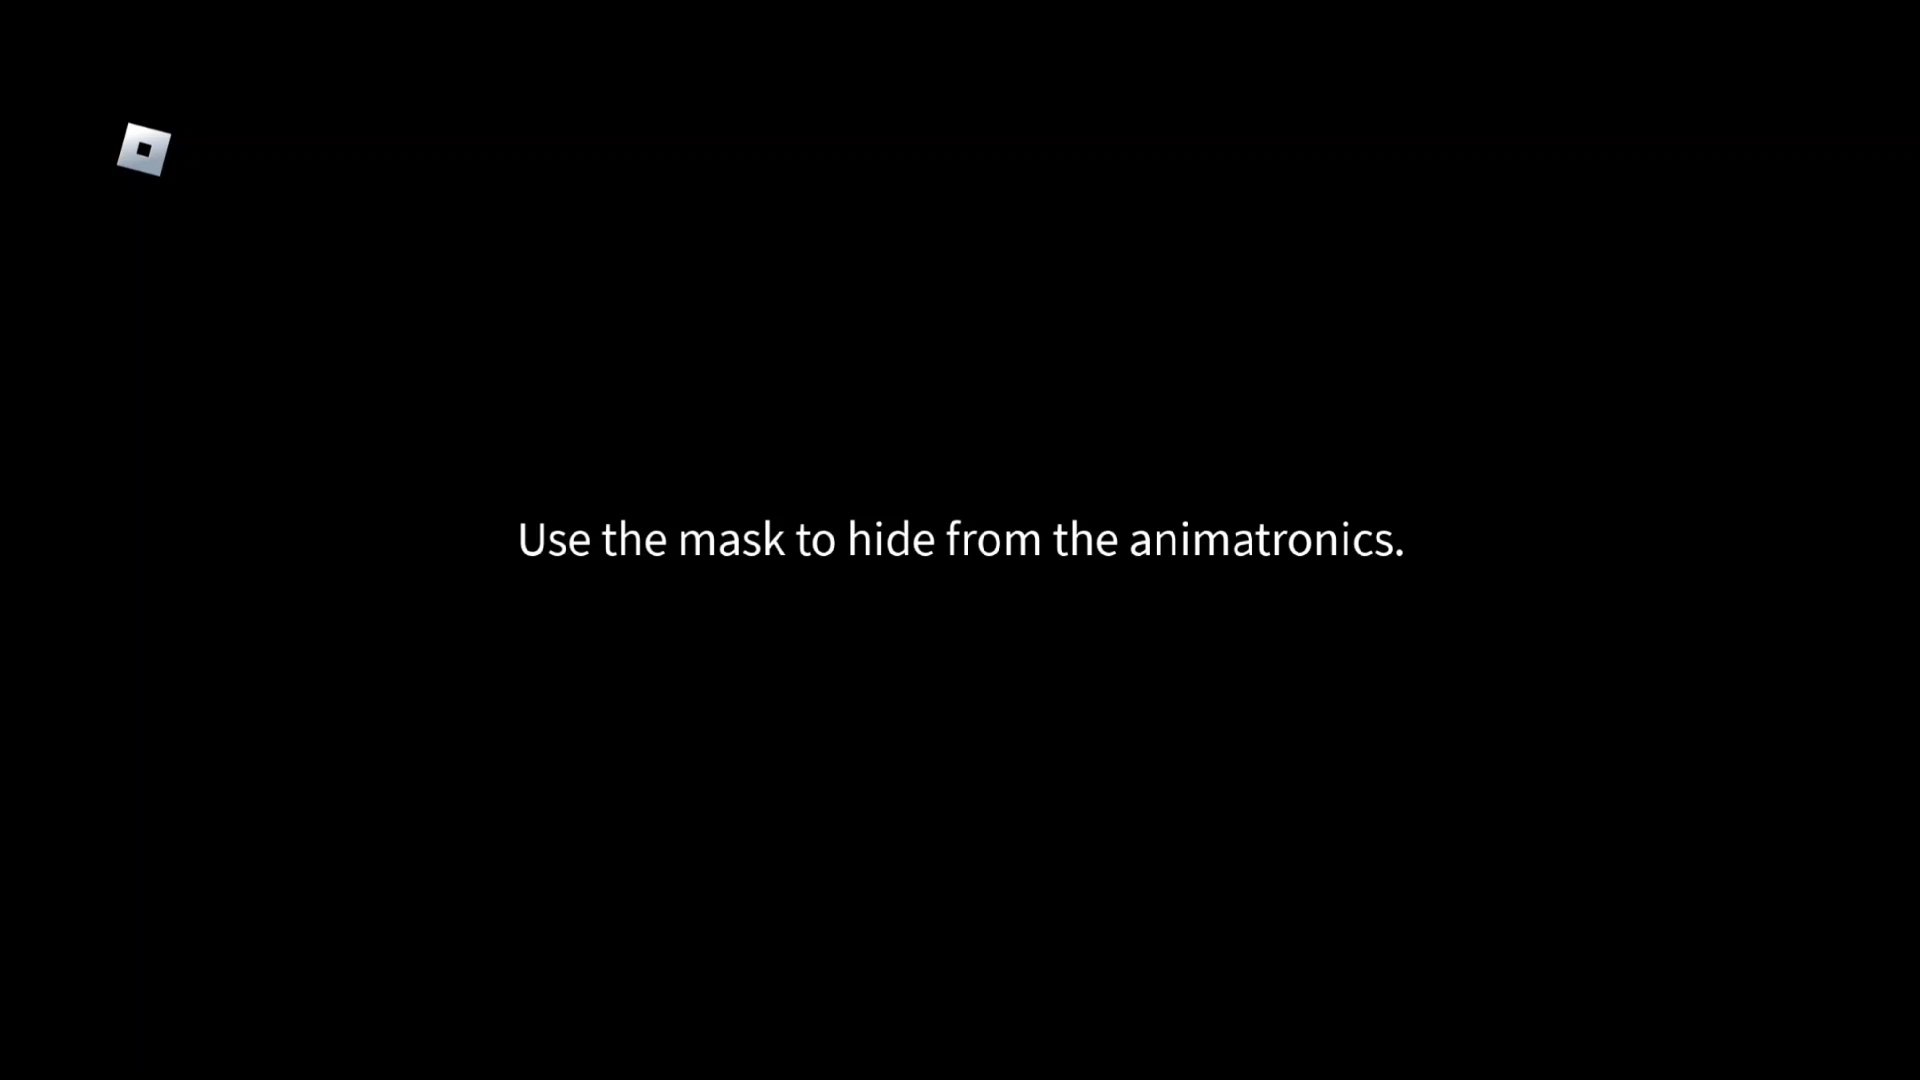 Use the mask to hide from the animatronics.